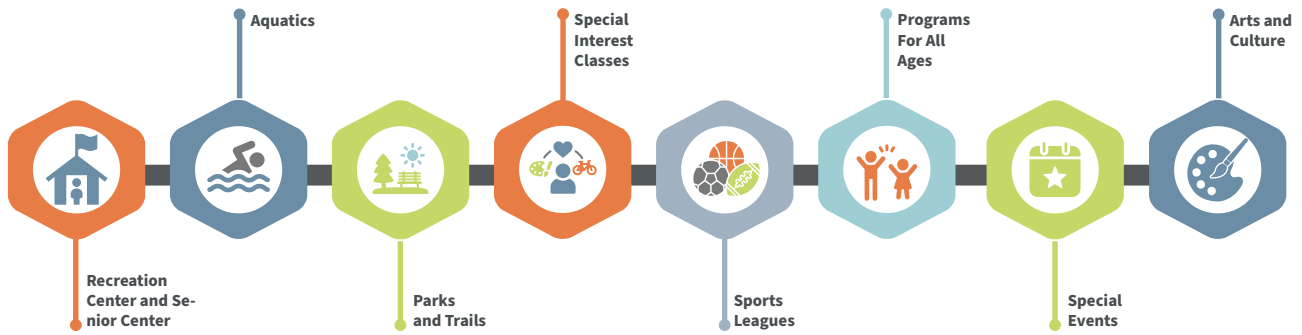 Aquatics
Special
Interest
Classes
Programs
For All
Ages
Arts and
Culture
Recreation
Center and Se-
nior Center
Parks
and Trails
Sports
Leagues
Special
Events